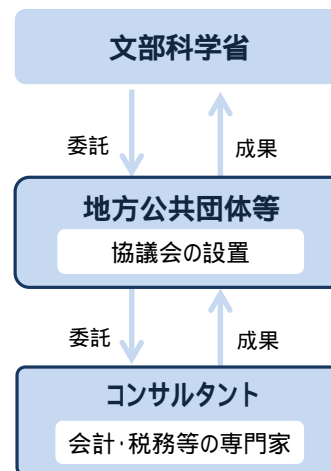 文部科学省
委託
成果
地方公共団体等
協議会の設置
委託
成果
コンサルタント
会計・税務等の専門家